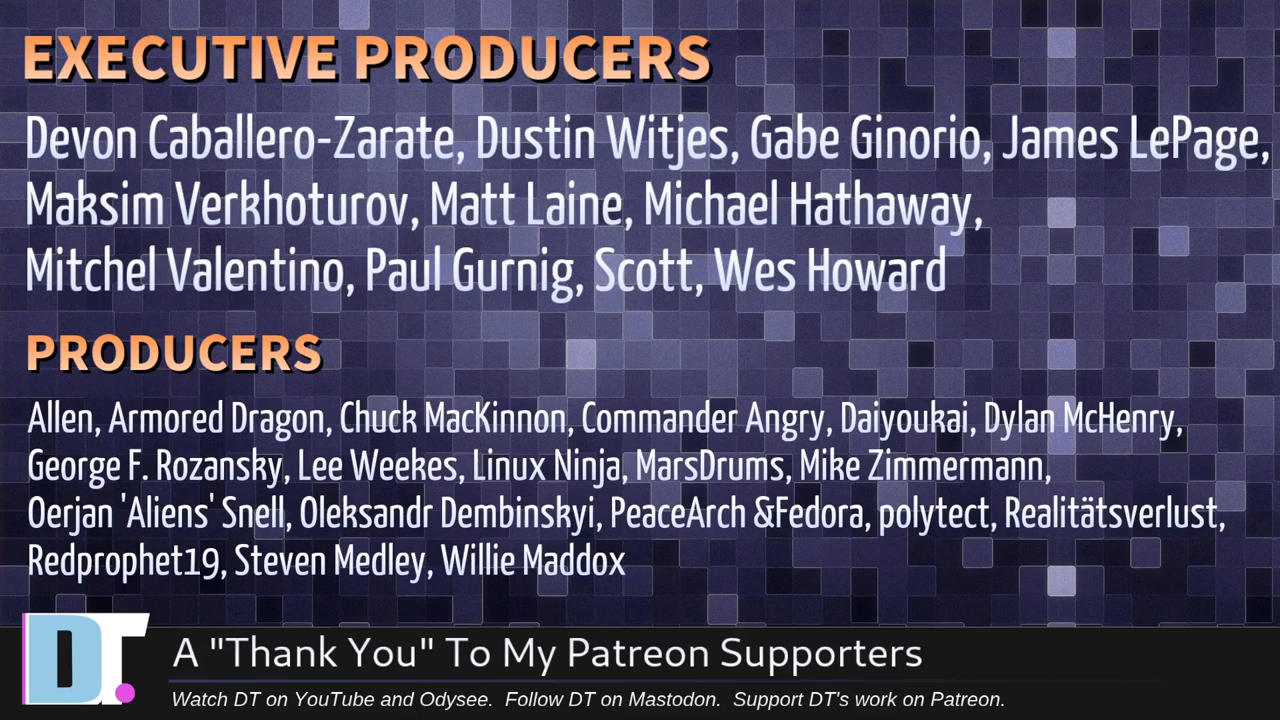 EXECUTIVE PRODUCERS
Devon Caballero-Zarate, Dustin Witjes, Gabe Ginorio, James LePage,
Maksim Verkhoturov, Matt Laine, Michael Hathaway,
Mitchel Valentino, Paul Gurnig, Scott, Wes Howard
PRODUCERS
Allen, Armored Dragon, Chuck MacKinnon, Commander Angry, Daiyoukai, Dylan McHenry,
George F. Rozansky, Lee Weekes, Linux Ninja, MarsDrums, Mike Zimmermann,
Oerjan 'Aliens' Snell, Oleksandr Dembinskyi, PeaceArch &Fedora, polytect, Realitätsverlust,
Redprophet19, Steven Medley, Willie Maddox
DT.
A "Thank You" To My Patreon Supporters
Watch DT on YouTube and Odysee. Follow DT on Mastodon. Support DT's work on Patreon.